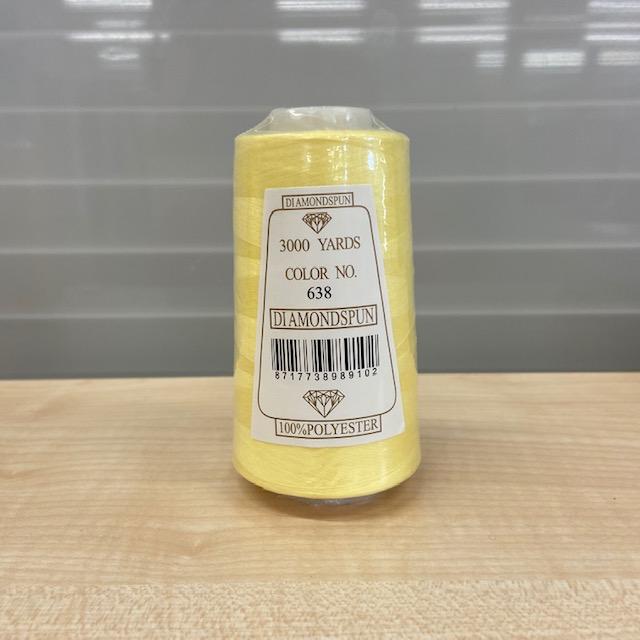 DIAMONDSPUN
3000 YARDS
COLOR NO.
638
DIAMONDSPUN
8717738989102
100%POLYESTER